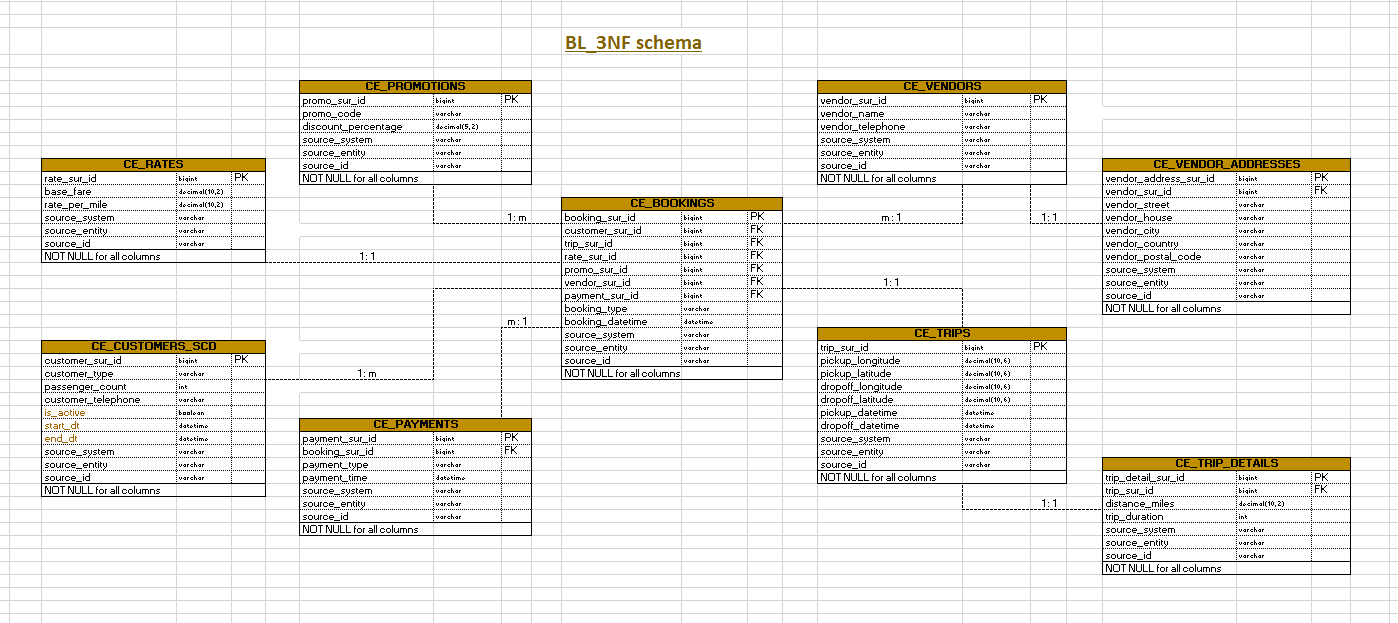 BL_3NF schema
CE_PROMOTIONS
promo_sur_id bigint PK
promo_code varchar
discount_percentage decimal(5,2)
source_system varchar
source_entity varchar
source_id varchar
NOT NULL for all columns
CE_VENDORS
vendor_sur_id bigint PK
vendor_name varchar
vendor_telephone varchar
source_system varchar
source_entity varchar
source_id varchar
NOT NULL for all columns
CE_RATES
rate_sur_id bigint PK
base_fare decimal(10,2)
rate_per_mile decimal(10,2)
source_system varchar
source_entity varchar
source_id varchar
NOT NULL for all columns
CE_VENDOR_ADDRESSES
vendor_address_sur_id bigint PK
vendor_sur_id bigint FK
vendor_street varchar
vendor_house varchar
vendor_city varchar
vendor_country varchar
vendor_postal_code varchar
source_system varchar
source_entity varchar
source_id varchar
NOT NULL for all columns
CE_BOOKINGS
booking_sur_id bigint PK
customer_sur_id bigint FK
trip_sur_id bigint FK
rate_sur_id bigint FK
promo_sur_id bigint FK
vendor_sur_id bigint FK
payment_sur_id bigint FK
booking_type varchar
booking_datetime datetime
source_system varchar
source_entity varchar
source_id varchar
NOT NULL for all columns
1: m
m : 1
1: 1
1: 1
1: 1
m : 1
1: m
CE_CUSTOMERS_SCD
customer_sur_id bigint PK
customer_type varchar
passenger_count int
customer_telephone varchar
is_active boolean
start_dt datetime
end_dt datetime
source_system varchar
source_entity varchar
source_id varchar
NOT NULL for all columns
CE_TRIPS
trip_sur_id bigint PK
pickup_longitude decimal(10,6)
pickup_latitude decimal(10,6)
dropoff_longitude decimal(10,6)
dropoff_latitude decimal(10,6)
pickup_datetime datetime
dropoff_datetime datetime
source_system varchar
source_entity varchar
source_id varchar
NOT NULL for all columns
CE_PAYMENTS
payment_sur_id bigint PK
booking_sur_id bigint FK
payment_type varchar
payment_time datetime
source_system varchar
source_entity varchar
source_id varchar
NOT NULL for all columns
1: 1
CE_TRIP_DETAILS
trip_detail_sur_id bigint PK
trip_sur_id bigint FK
distance_miles decimal(10,2)
trip_duration int
source_system varchar
source_entity varchar
source_id varchar
NOT NULL for all columns